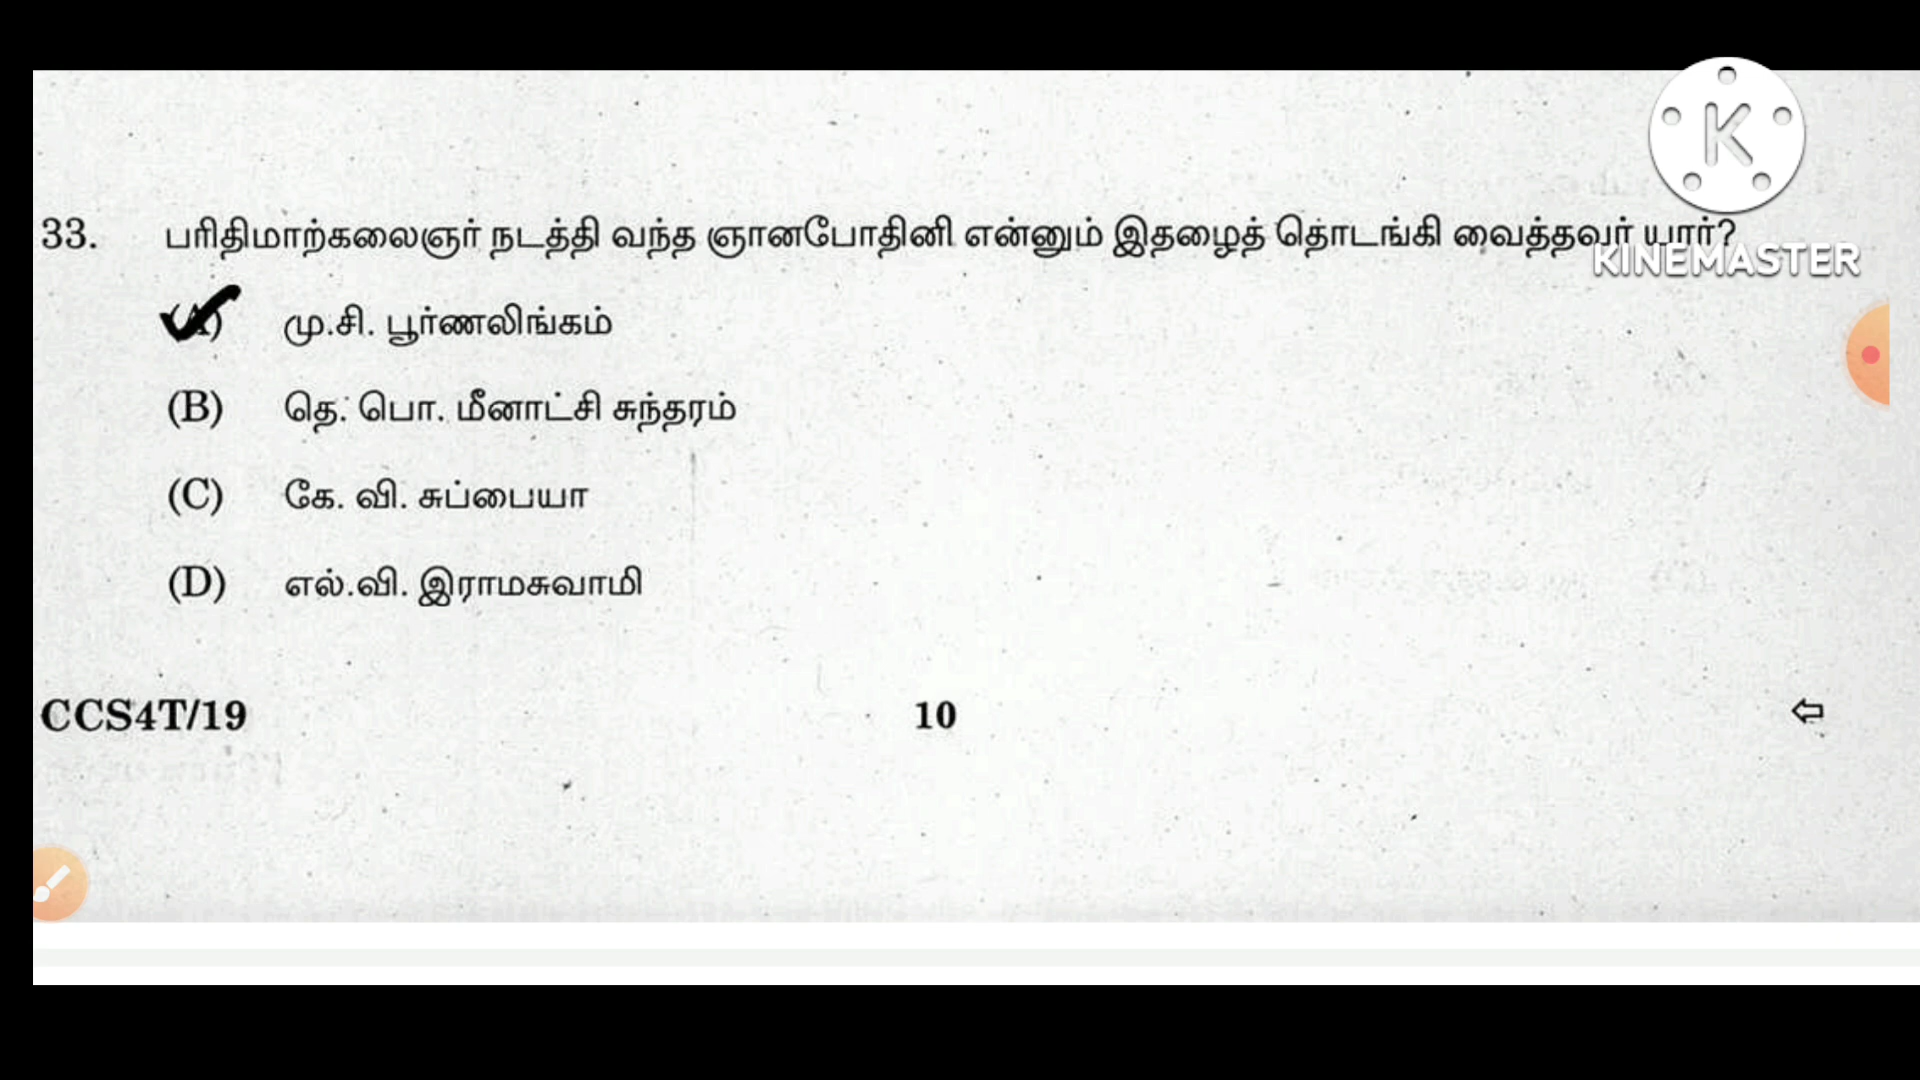 K
33. பரிதிமாற்கலைஞர் நடத்தி வந்த ஞானபோதினி என்னும் இதழைத் தொடங்கி வைத்தவர் யார்?
KINEMASTER
(A) மு.சி. பூர்ணலிங்கம்
(B) தெ. பொ. மீனாட்சி சுந்தரம்
(C) கே. வி. சுப்பையா
(D) எல்.வி. இராமசுவாமி
CCS4T/19 10 ⇦